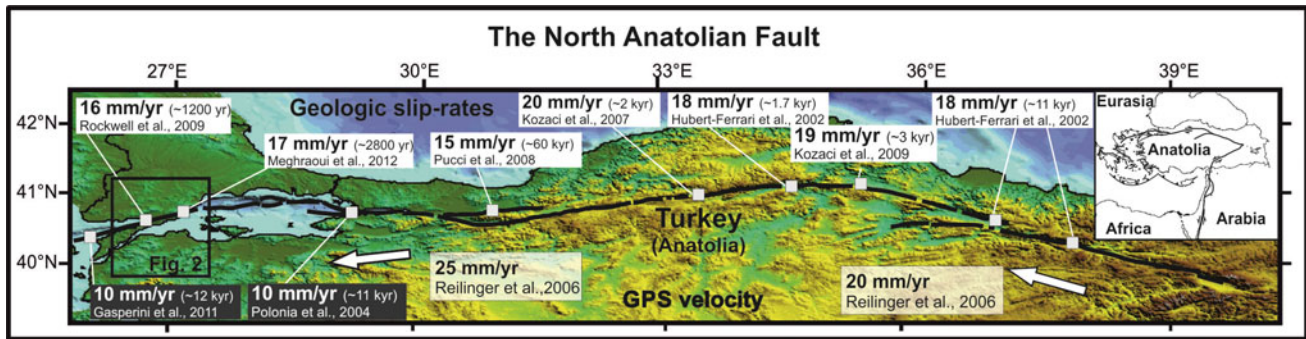 The North Anatolian Fault
27°E 30°E 33°E 36°E 39°E
42°N
41°N
40°N
Geologic slip-rates
16 mm/yr (~1200 yr)
Rockwell et al., 2009
17 mm/yr (~2800 yr)
Meghraoui et al., 2012
15 mm/yr (~60 kyr)
Pucci et al., 2008
20 mm/yr (~2 kyr)
Kozaci et al., 2007
18 mm/yr (~1.7 kyr)
Hubert-Ferrari et al., 2002
19 mm/yr (~3 kyr)
Kozaci et al., 2009
18 mm/yr (~11 kyr)
Hubert-Ferrari et al., 2002
Eurasia
Anatolia
Africa
Arabia
Turkey
(Anatolia)
Fig. 2
10 mm/yr (~12 kyr)
Gasperini et al., 2011
10 mm/yr (~11 kyr)
Polonia et al., 2004
25 mm/yr
Reilinger et al.,2006
GPS velocity
20 mm/yr
Reilinger et al., 2006
27°E 30°E 33°E 36°E 39°E